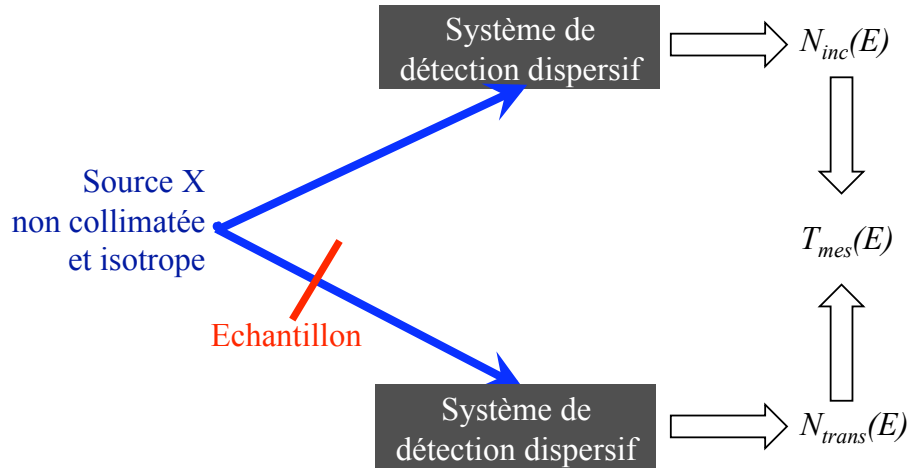 Système de
détection dispersif
N_inc(E)
Source X
non collimatée
et isotrope
T_mes(E)
Echantillon
Système de
détection dispersif
N_trans(E)